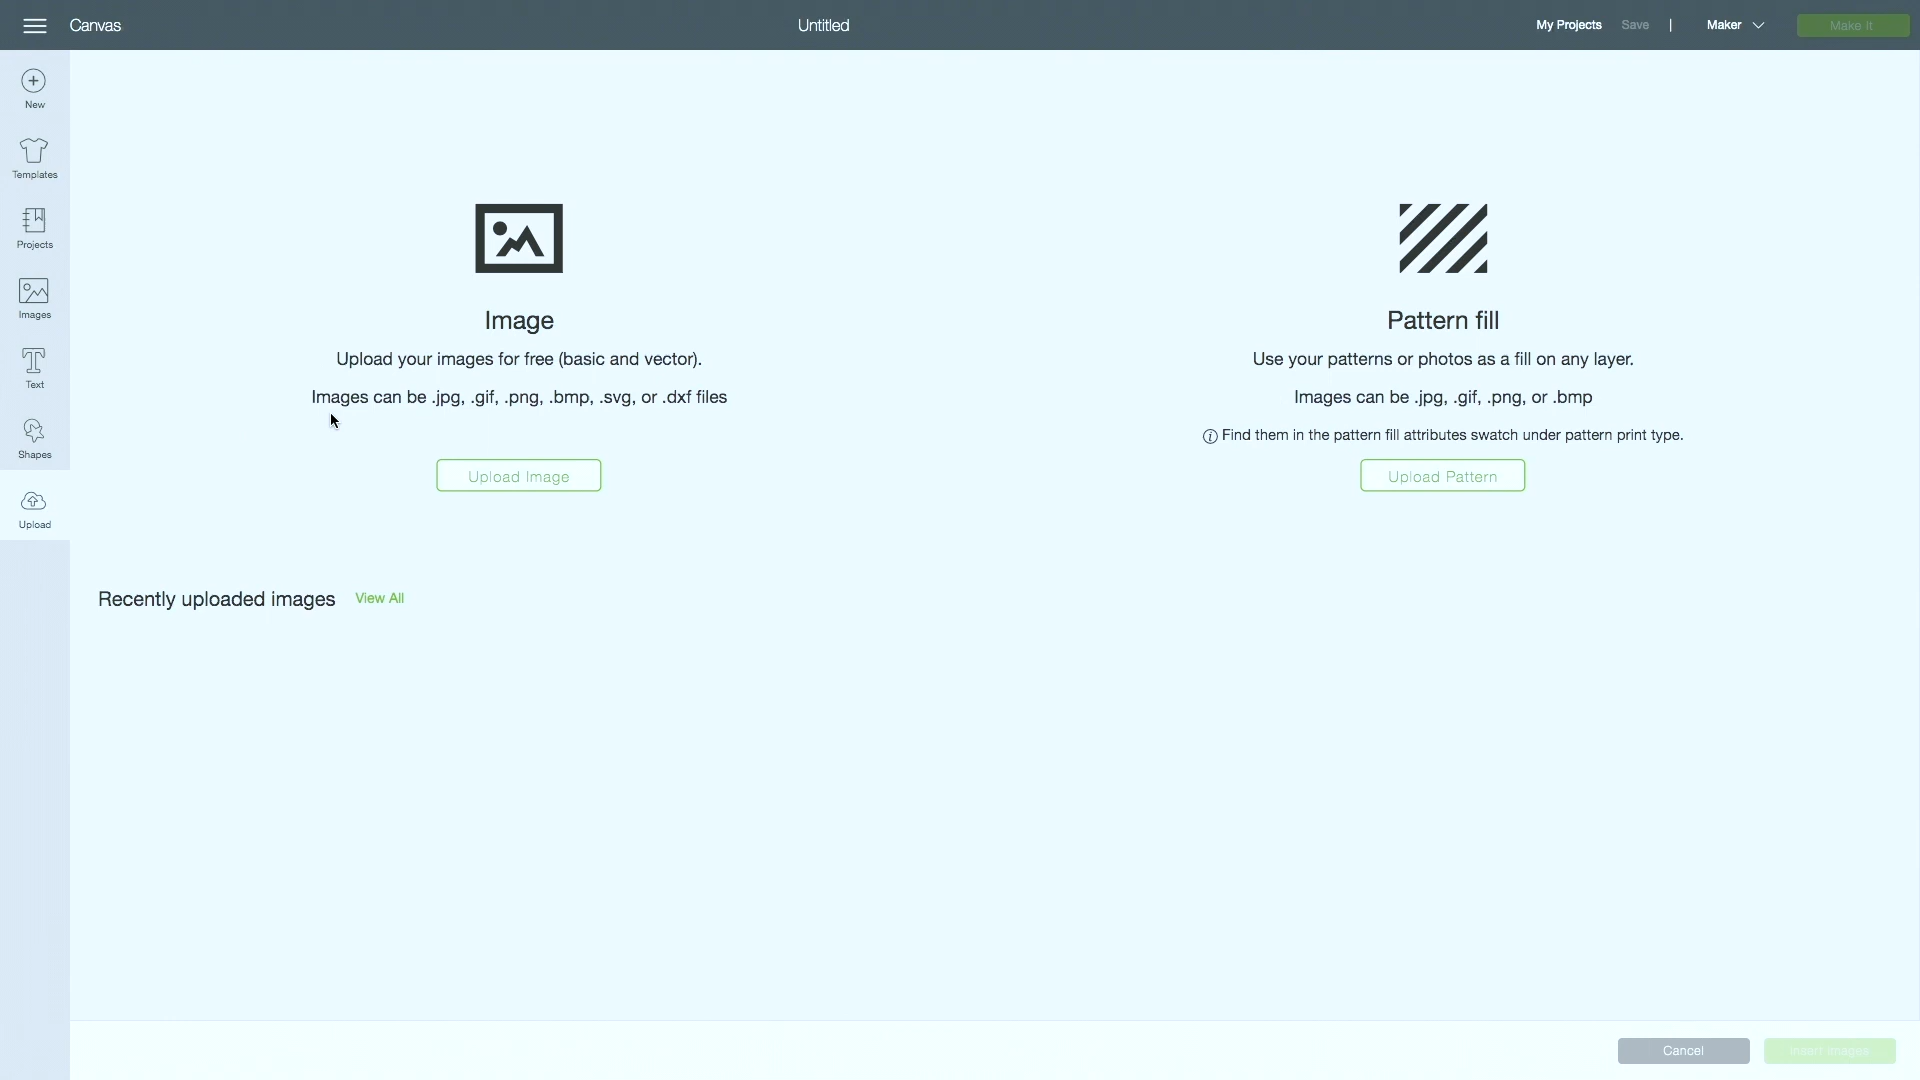 Canvas
Untitled
My Projects
Save
|
Maker
Make It
New
Templates
Projects
Images
Text
Shapes
Upload
Image
Upload your images for free (basic and vector).
Images can be .jpg, .gif, .png, .bmp, .svg, or .dxf files
Upload Image
Pattern fill
Use your patterns or photos as a fill on any layer.
Images can be .jpg, .gif, .png, or .bmp
Find them in the pattern fill attributes swatch under pattern print type.
Upload Pattern
Recently uploaded images
View All
Cancel
Insert Images